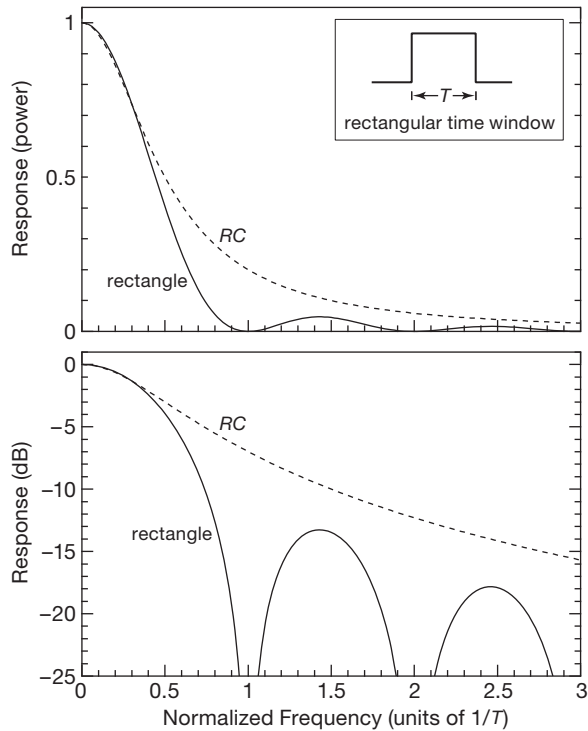 1
0.5
0
Response (power)
T
rectangular time window
RC
rectangle
0
−5
−10
−15
−20
−25
Response (dB)
RC
rectangle
0
0.5
1
1.5
2
2.5
3
Normalized Frequency (units of 1/T)